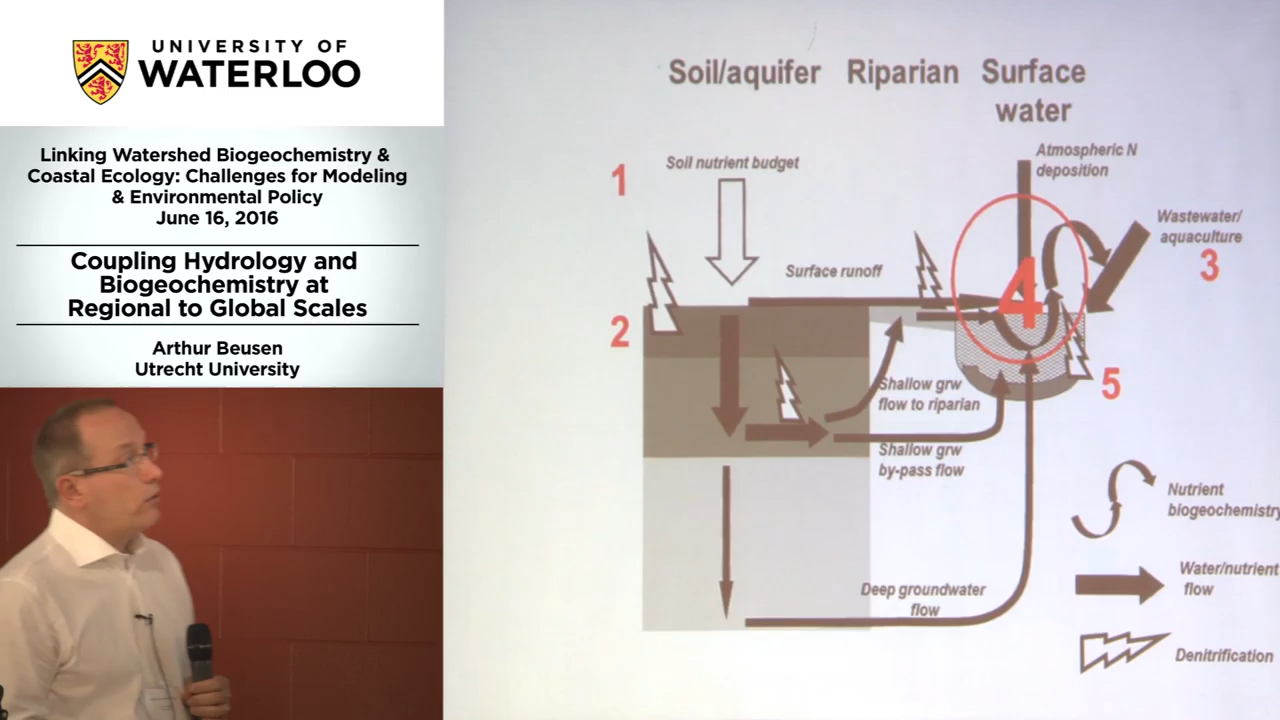 UNIVERSITY OF
WATERLOO
Linking Watershed Biogeochemistry &
Coastal Ecology: Challenges for Modeling
& Environmental Policy
June 16, 2016
Coupling Hydrology and
Biogeochemistry at
Regional to Global Scales
Arthur Beusen
Utrecht University
Soil/aquifer Riparian Surface
water
Atmospheric N
deposition
1 Soil nutrient budget
Wastewater/
aquaculture
3
Surface runoff
4
2
5
Shallow grw
flow to riparian
Shallow grw
by-pass flow
Nutrient
biogeochemistry
Water/nutrient
flow
Deep groundwater
flow
Denitrification